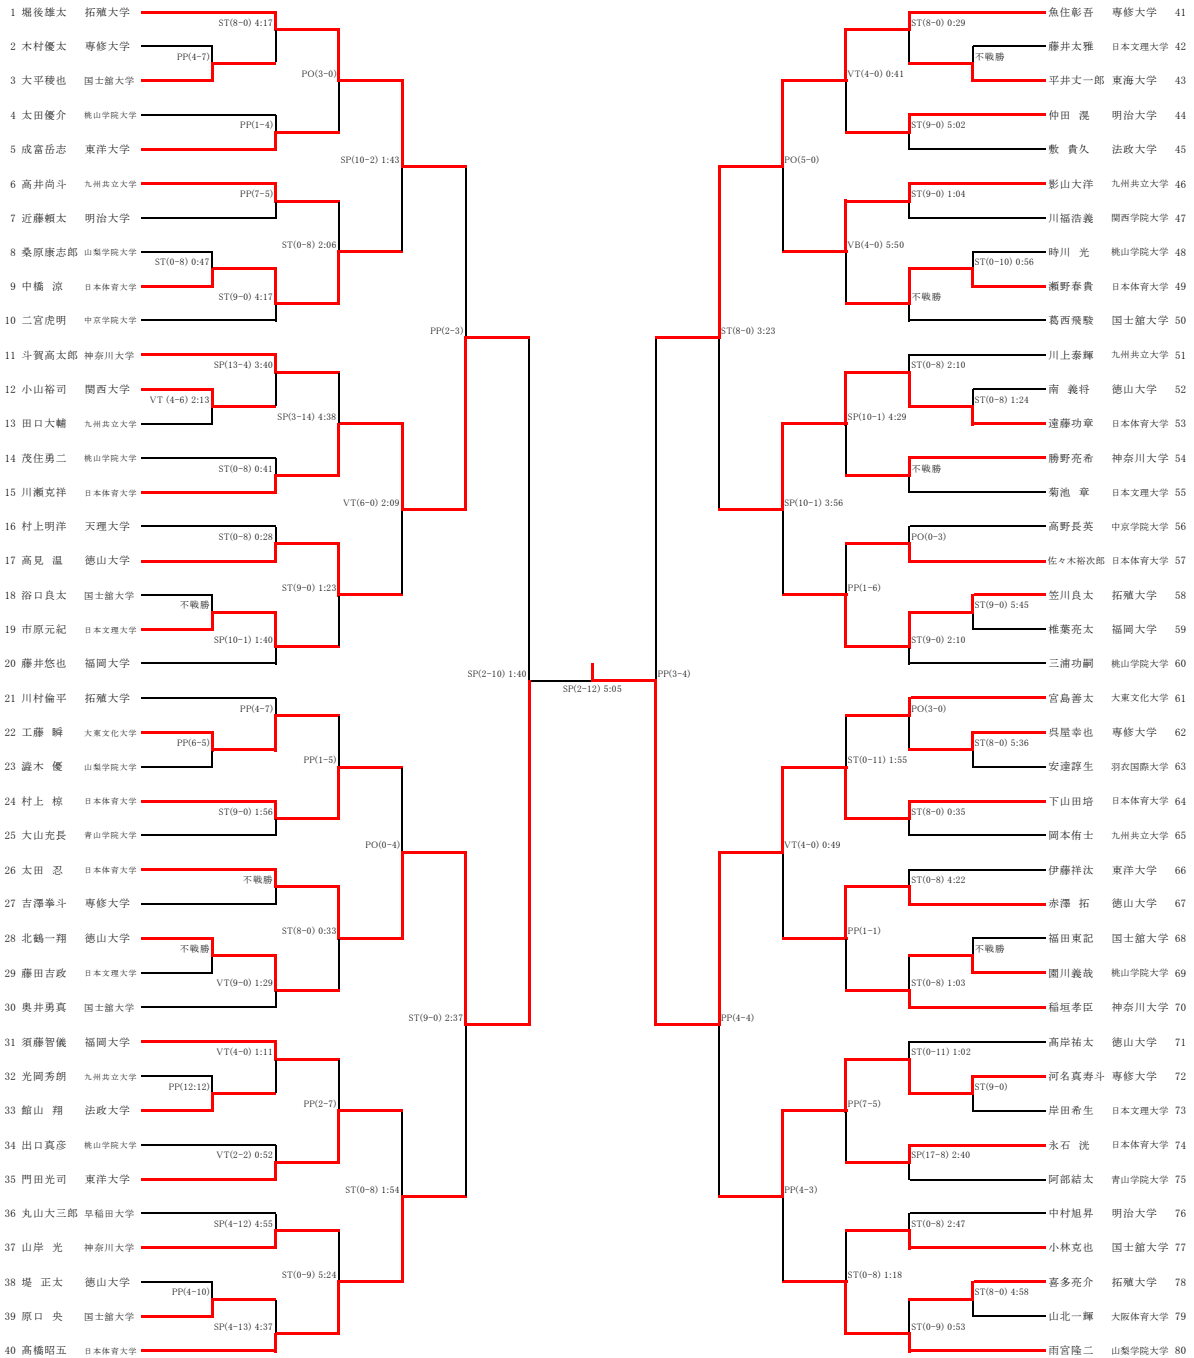 1 堀後雄太 拓殖大学
2 木村優太 専修大学
3 大平稜也 国士舘大学
4 太田優介 桃山学院大学
5 成富岳志 東洋大学
6 高井尚斗 九州共立大学
7 近藤頼太 明治大学
8 桑原康志郎 山梨学院大学
9 中橋 涼 日本体育大学
10 二宮虎明 中京学院大学
11 斗賀高太郎 神奈川大学
12 小山裕司 関西大学
13 田口大輔 九州共立大学
14 茂住勇二 桃山学院大学
15 川瀬克祥 日本体育大学
16 村上明洋 天理大学
17 高見 温 徳山大学
18 浴口良太 国士舘大学
19 市原元紀 日本文理大学
20 藤井悠也 福岡大学
21 川村倫平 拓殖大学
22 工藤 瞬 大東文化大学
23 澁木 優 山梨学院大学
24 村上 椋 日本体育大学
25 大山充長 青山学院大学
26 太田 忍 日本体育大学
27 吉澤拳斗 専修大学
28 北鶴一翔 徳山大学
29 藤田吉政 日本文理大学
30 奥井勇真 国士舘大学
31 須藤智儀 福岡大学
32 光岡秀朗 九州共立大学
33 館山 翔 法政大学
34 出口真彦 桃山学院大学
35 門田光司 東洋大学
36 丸山大三郎 早稲田大学
37 山岸 光 神奈川大学
38 堤 正太 徳山大学
39 原口 央 国士舘大学
40 高橋昭五 日本体育大学
ST(8-0) 4:17
PP(4-7)
PP(1-4)
PP(7-5)
ST(0-8) 0:47
ST(9-0) 4:17
SP(13-4) 3:40
VT (4-6) 2:13
ST(0-8) 0:41
ST(0-8) 0:28
不戦勝
SP(10-1) 1:40
PP(4-7)
PP(6-5)
ST(9-0) 1:56
不戦勝
不戦勝
VT(9-0) 1:29
VT(4-0) 1:11
PP(12:12)
VT(2-2) 0:52
SP(4-12) 4:55
PP(4-10)
SP(4-13) 4:37
PO(3-0)
ST(0-8) 2:06
SP(3-14) 4:38
ST(9-0) 1:23
PP(1-5)
ST(8-0) 0:33
PP(2-7)
ST(0-9) 5:24
SP(10-2) 1:43
VT(6-0) 2:09
PO(0-4)
ST(0-8) 1:54
PP(2-3)
ST(9-0) 2:37
SP(2-10) 1:40
SP(2-12) 5:05
PP(3-4)
ST(8-0) 3:23
PP(4-4)
PO(5-0)
SP(10-1) 3:56
VT(4-0) 0:49
PP(4-3)
VT(4-0) 0:41
VB(4-0) 5:50
SP(10-1) 4:29
PP(1-6)
ST(0-11) 1:55
PP(1-1)
PP(7-5)
ST(0-8) 1:18
ST(8-0) 0:29
不戦勝
ST(9-0) 5:02
ST(9-0) 1:04
ST(0-10) 0:56
不戦勝
ST(0-8) 2:10
ST(0-8) 1:24
不戦勝
PO(0-3)
ST(9-0) 5:45
ST(9-0) 2:10
PO(3-0)
ST(8-0) 5:36
ST(8-0) 0:35
ST(0-8) 4:22
不戦勝
ST(0-8) 1:03
ST(0-11) 1:02
ST(9-0)
SP(17-8) 2:40
ST(0-8) 2:47
ST(8-0) 4:58
ST(0-9) 0:53
魚住彰吾 専修大学 41
藤井太雅 日本文理大学 42
平井丈一郎 東海大学 43
仲田 滉 明治大学 44
敷 貴久 法政大学 45
影山大洋 九州共立大学 46
川福浩義 関西学院大学 47
時川 光 桃山学院大学 48
瀬野春貴 日本体育大学 49
葛西飛駿 国士舘大学 50
川上泰輝 九州共立大学 51
南 義将 徳山大学 52
遠藤功章 日本体育大学 53
勝野亮希 神奈川大学 54
菊池 章 日本文理大学 55
高野長英 中京学院大学 56
佐々木裕次郎 日本体育大学 57
笠川良太 拓殖大学 58
椎葉亮太 福岡大学 59
三浦功嗣 桃山学院大学 60
宮島善太 大東文化大学 61
呉屋幸也 専修大学 62
安達諄生 羽衣国際大学 63
下山田培 日本体育大学 64
岡本侑士 九州共立大学 65
伊藤祥汰 東洋大学 66
赤澤 拓 徳山大学 67
福田東記 国士舘大学 68
園川義哉 桃山学院大学 69
稲垣孝臣 神奈川大学 70
髙岸祐太 徳山大学 71
河名真寿斗 専修大学 72
岸田希生 日本文理大学 73
永石 洸 日本体育大学 74
阿部結太 青山学院大学 75
中村旭昇 明治大学 76
小林克也 国士舘大学 77
喜多亮介 拓殖大学 78
山北一輝 大阪体育大学 79
雨宮隆二 山梨学院大学 80